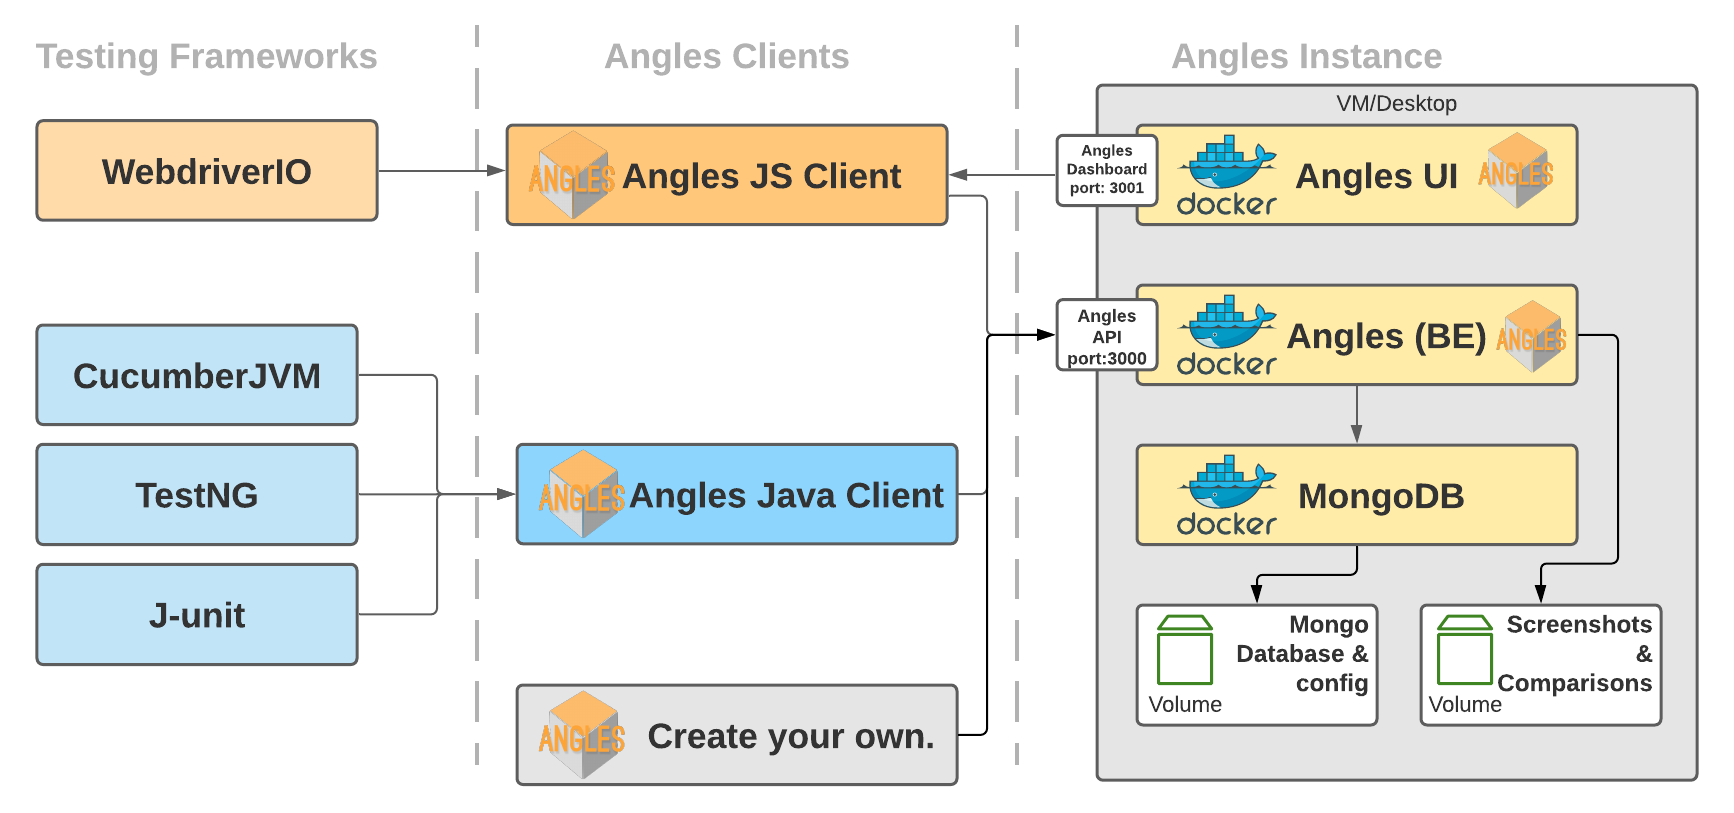 Testing Frameworks
Angles Clients
Angles Instance
WebdriverIO
CucumberJVM
TestNG
J-unit
ANGLES
Angles JS Client
ANGLES
Angles Java Client
ANGLES
Create your own.
VM/Desktop
Angles
Dashboard
port: 3001
docker
Angles UI
ANGLES
Angles
API
port:3000
docker
Angles (BE)
ANGLES
docker
MongoDB
Mongo
Database &
config
Volume
Screenshots
&
Comparisons
Volume